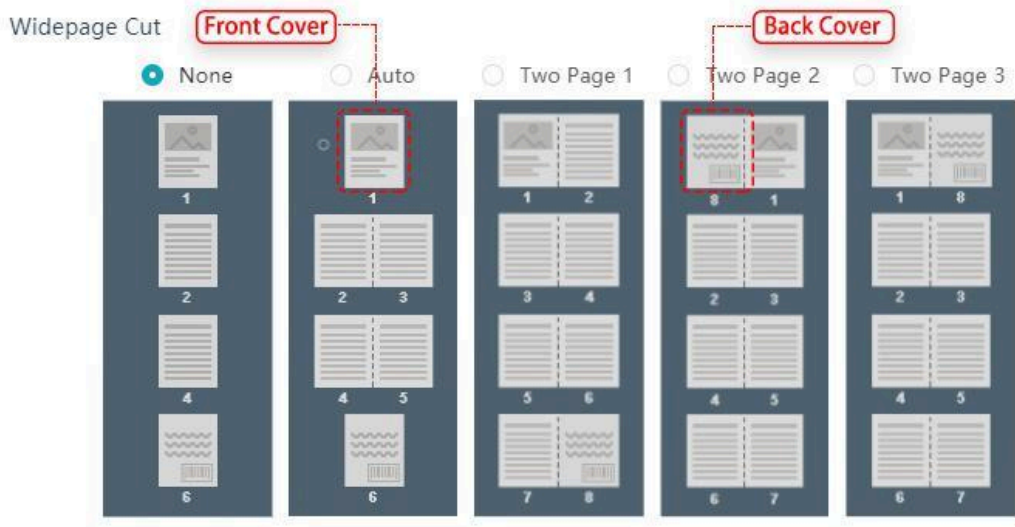 Widepage Cut
Front Cover
Back Cover
None
Auto
Two Page 1
Two Page 2
Two Page 3
1
1
1 2
8 1
1 8
2
2 3
3 4
2 3
2 3
4
4 5
5 6
4 5
4 5
6
6
7 8
6 7
6 7